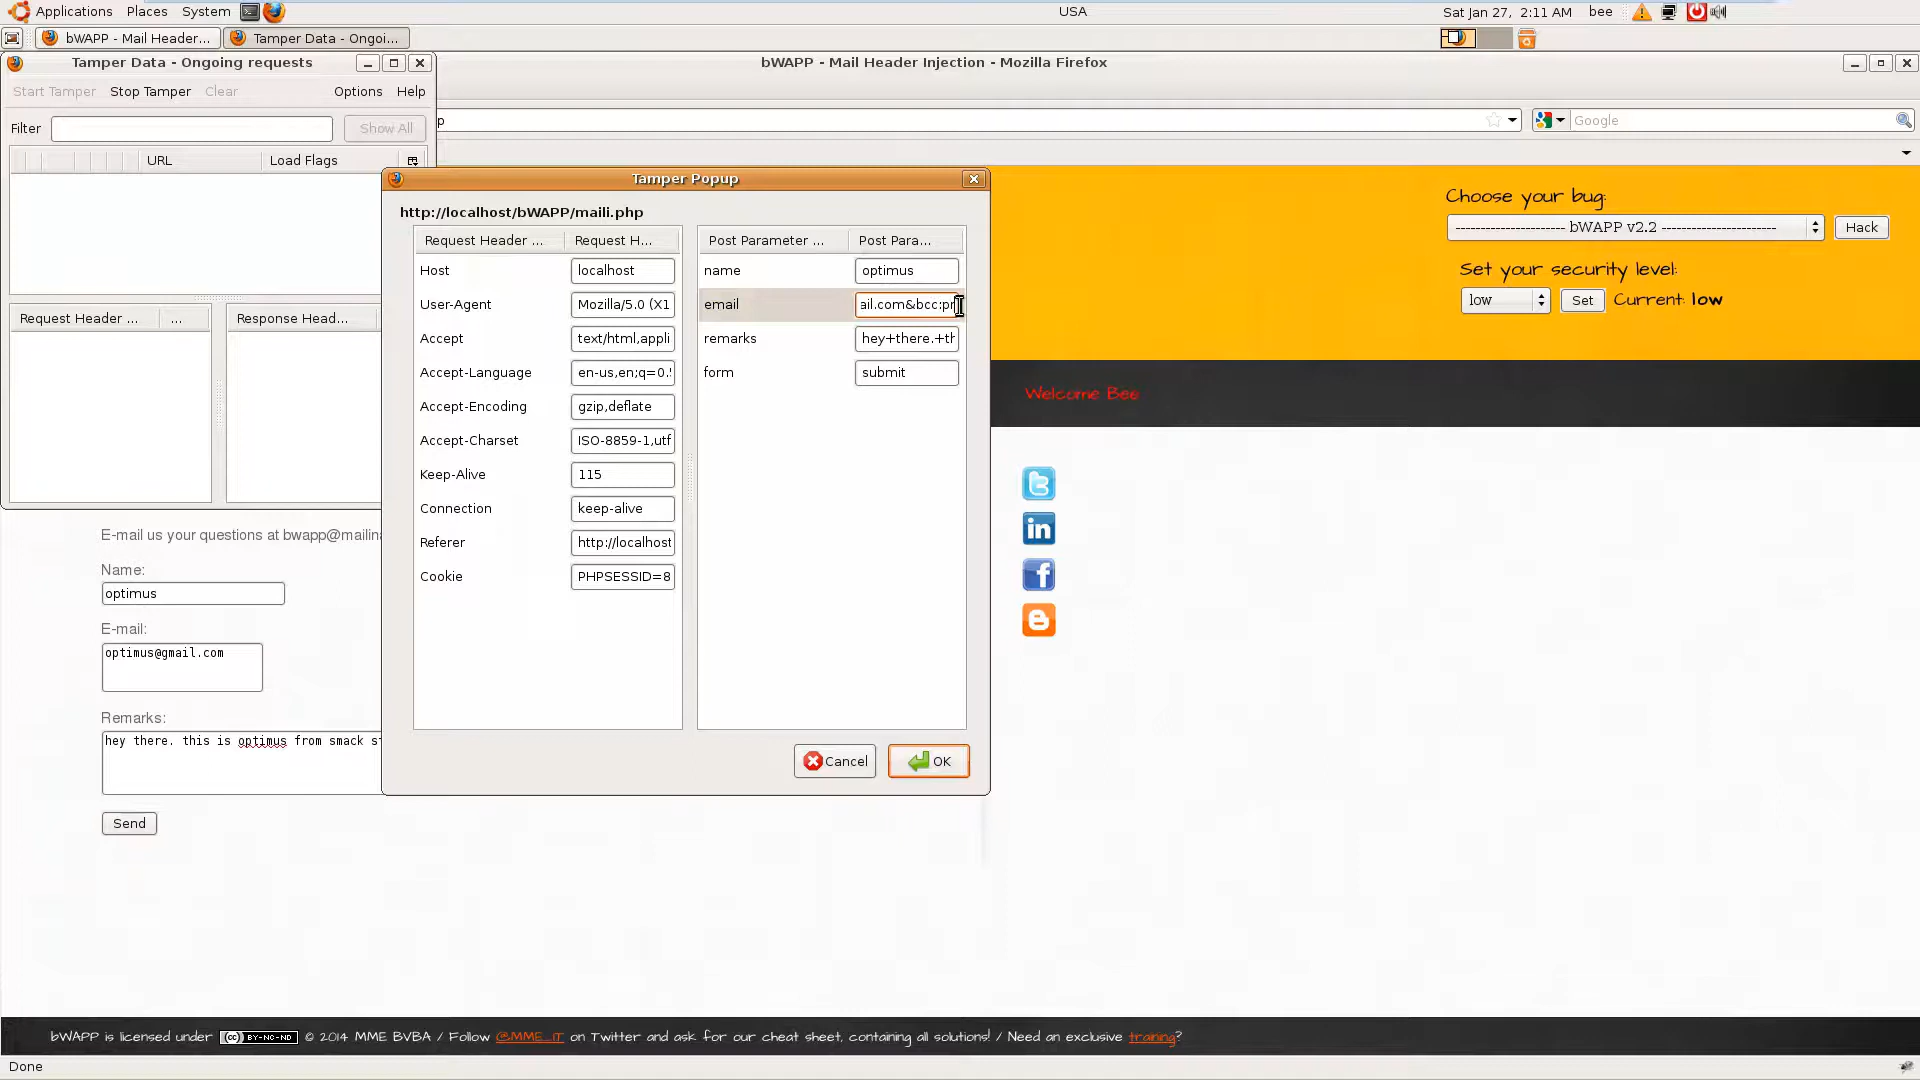 Applications Places System USA Sat Jan 27, 2:11 AM bee
bWAPP - Mail Header... Tamper Data - Ongoi...
Tamper Data - Ongoing requests
bWAPP - Mail Header Injection - Mozilla Firefox
Start Tamper Stop Tamper Clear Options Help
Filter Show All
p
Google
URL Load Flags
Tamper Popup
http://localhost/bWAPP/maili.php
Request Header ... Request H... Post Parameter ... Post Para...
Host localhost name optimus
User-Agent Mozilla/5.0 (X1 email ail.com&bcc:pr
Accept text/html,appli remarks hey+there.+th
Accept-Language en-us,en;q=0. form submit
Accept-Encoding gzip,deflate
Accept-Charset ISO-8859-1,utf
Keep-Alive 115
Connection keep-alive
Referer http://localhost
Cookie PHPSESSID=8
Cancel OK
Request Header ... ... Response Head...
Choose your bug:
---------------------- bWAPP v2.2 ----------------------- Hack
Set your security level:
low Set Current: low
Welcome Bee
E-mail us your questions at bwapp@mailina
Name:
optimus
E-mail:
optimus@gmail.com
Remarks:
hey there. this is optimus from smack st
Send
bWAPP is licensed under (cc) BY-NC-ND © 2014 MME BVBA / Follow @MME_IT on Twitter and ask for our cheat sheet, containing all solutions! / Need an exclusive training?
Done